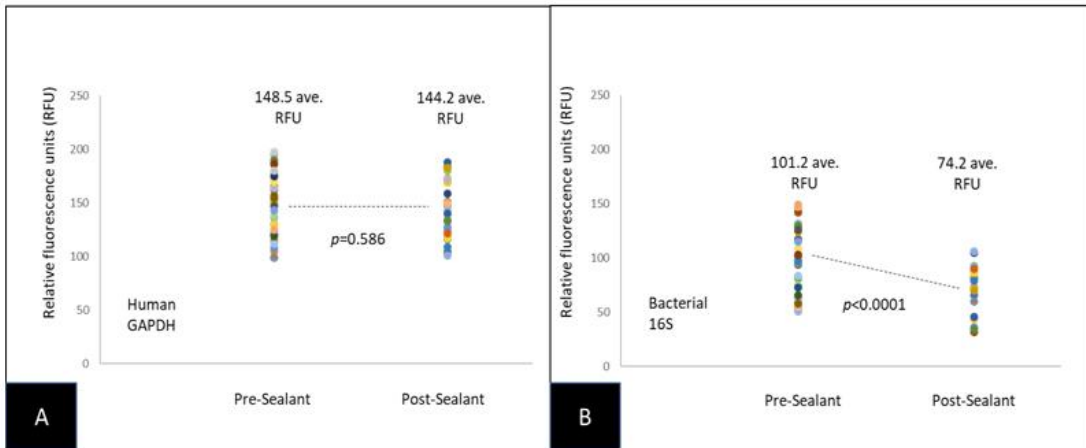 Relative fluorescence units (RFU)
250
200
150
100
50
0
148.5 ave.
RFU
144.2 ave.
RFU
p=0.586
Human
GAPDH
Pre-Sealant
Post-Sealant
A
Relative fluorescence units (RFU)
250
200
150
100
50
0
101.2 ave.
RFU
74.2 ave.
RFU
p<0.0001
Bacterial
16S
Pre-Sealant
Post-Sealant
B